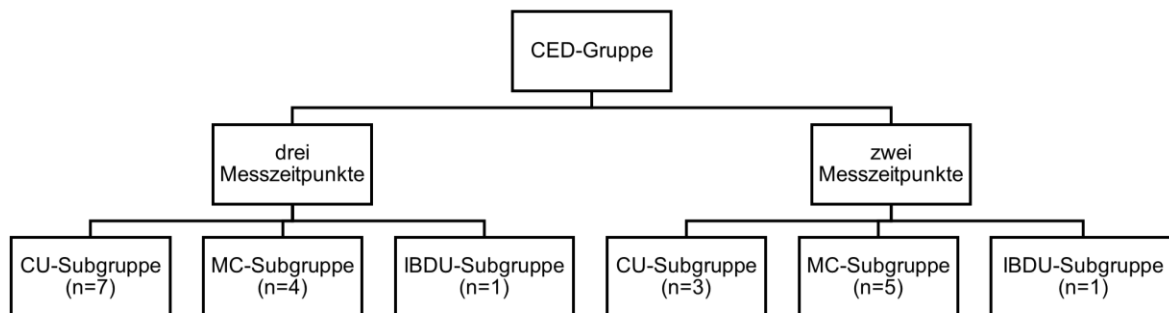 CED-Gruppe
drei
Messzeitpunkte
zwei
Messzeitpunkte
CU-Subgruppe
(n=7)
MC-Subgruppe
(n=4)
IBDU-Subgruppe
(n=1)
CU-Subgruppe
(n=3)
MC-Subgruppe
(n=5)
IBDU-Subgruppe
(n=1)